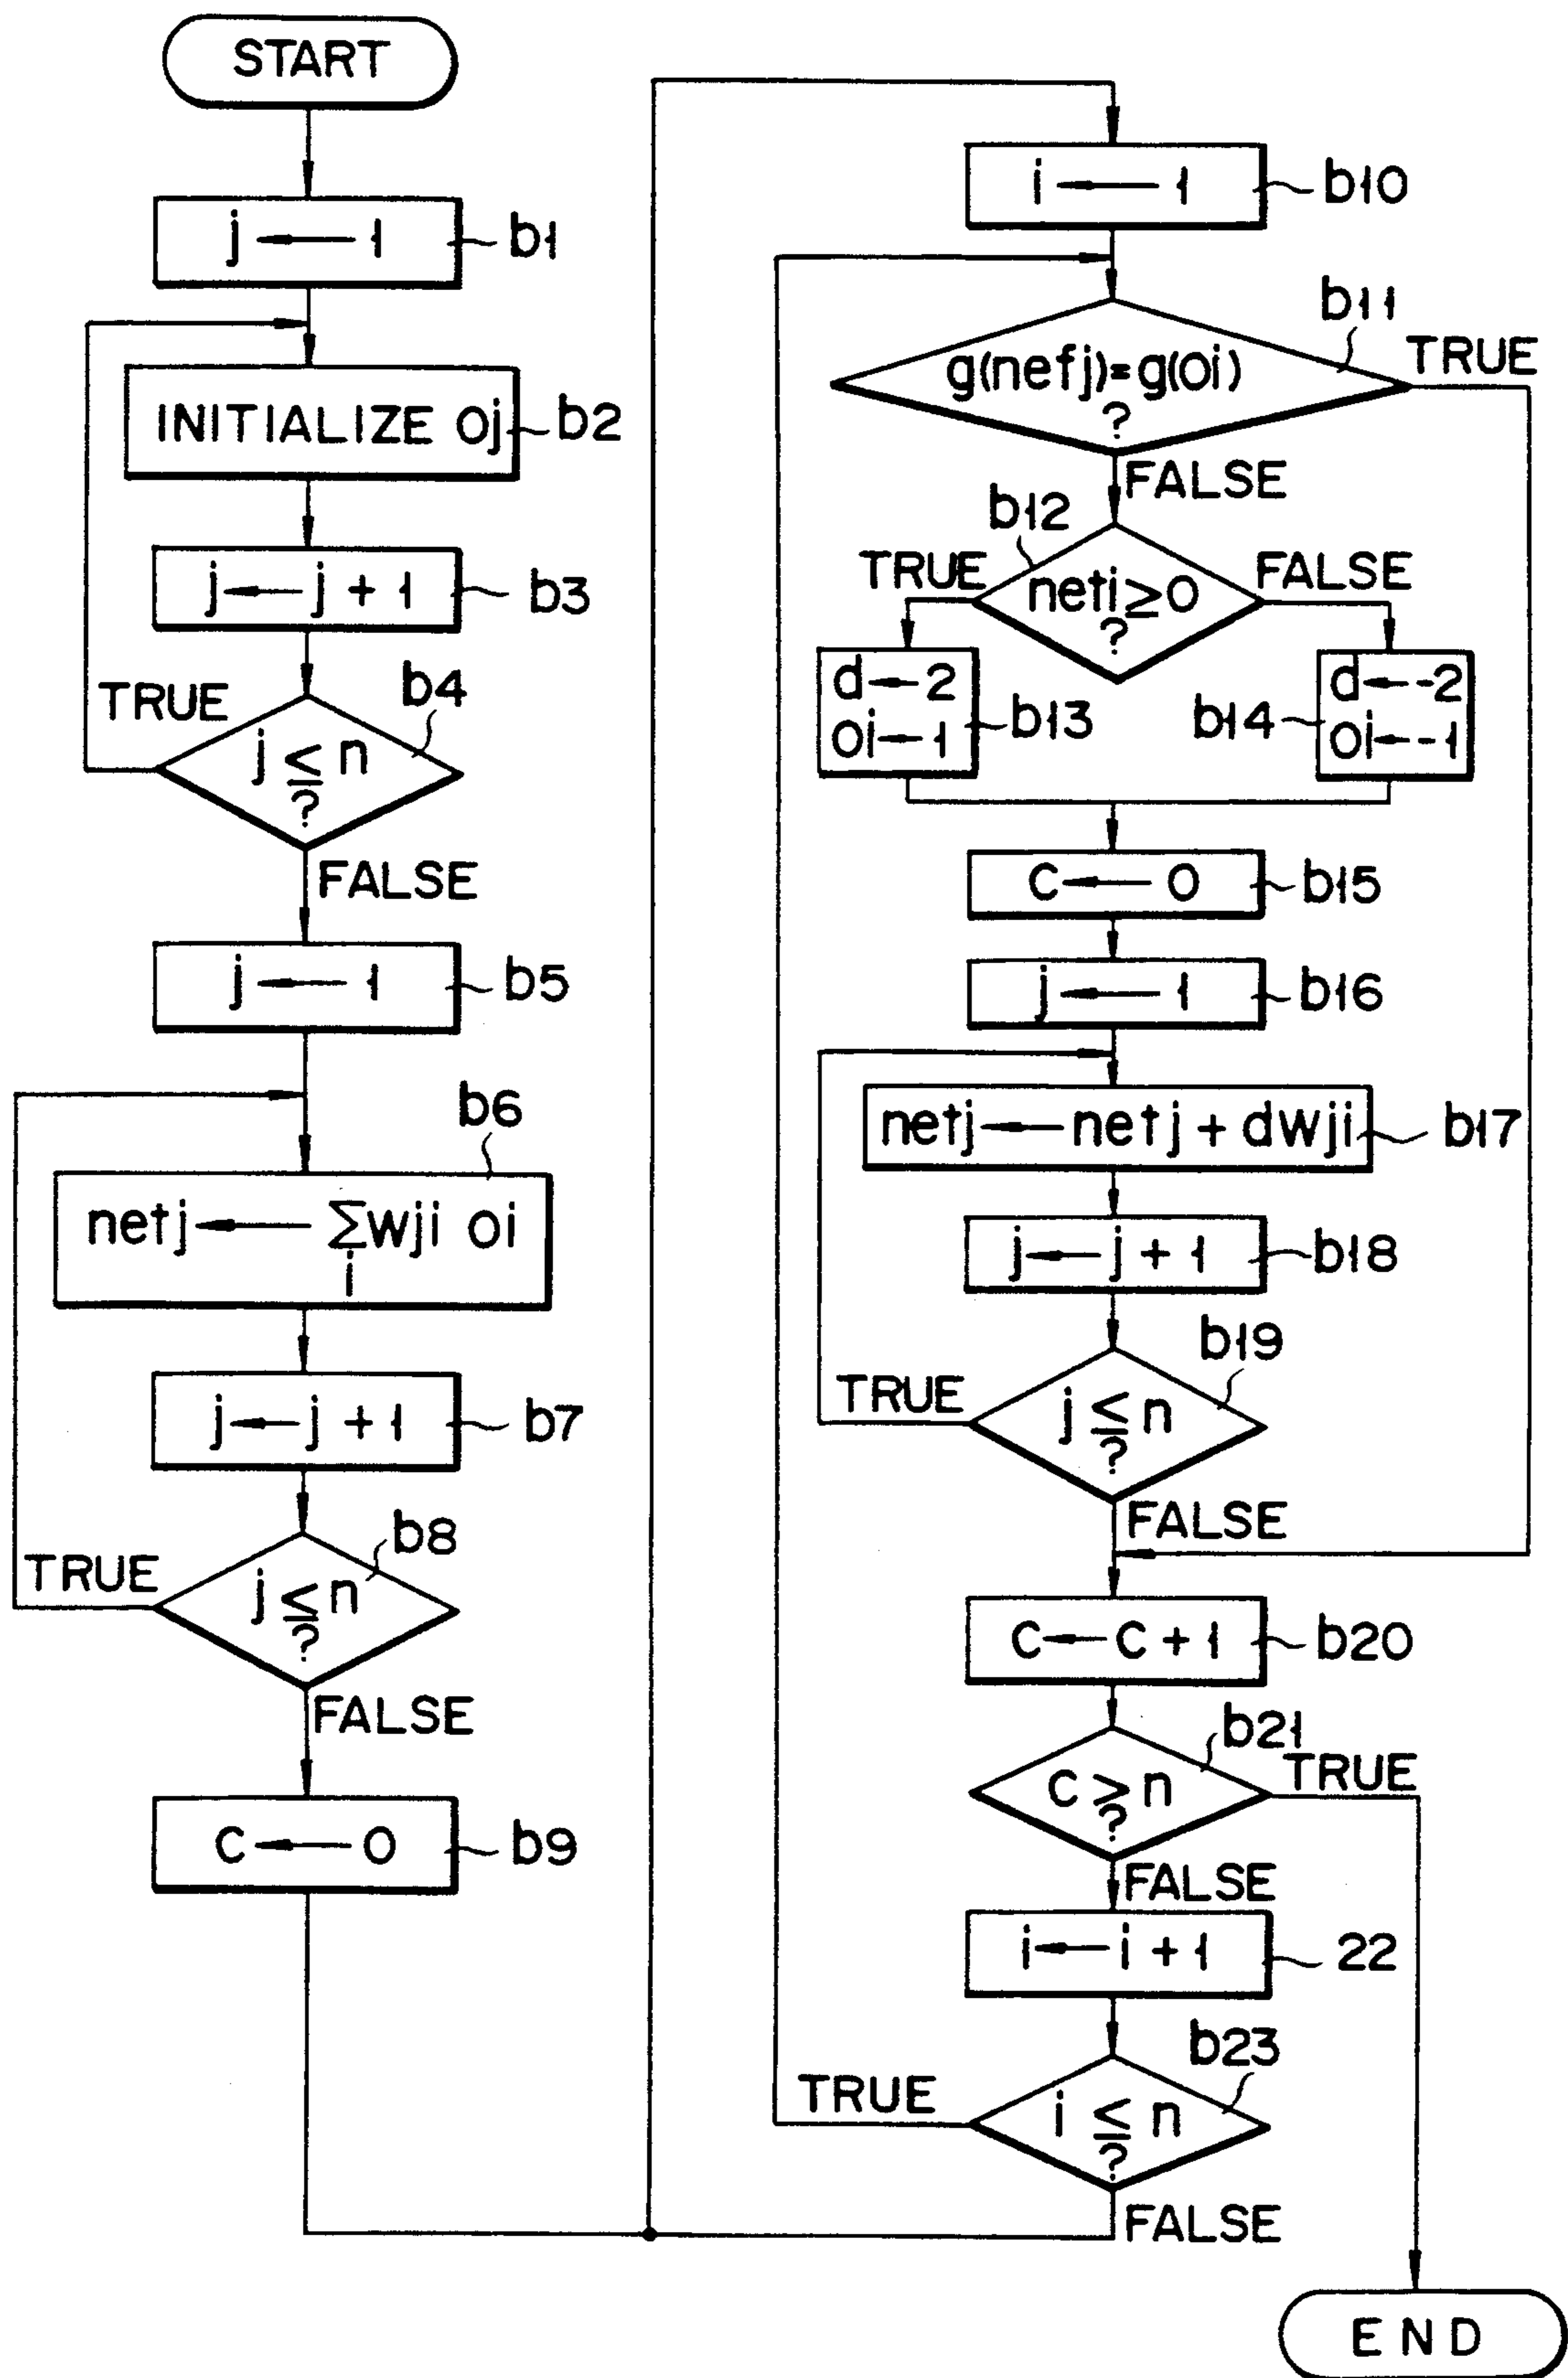 START
j ← 1
b1
INITIALIZE oj
b2
j ← j + 1
b3
b4
TRUE
j ≤ n
?
FALSE
j ← 1
b5
b6
netj ← Σwji oi
i
j ← j + 1
b7
b8
TRUE
j ≤ n
?
FALSE
c ← 0
b9
i ← 1
b10
b11
TRUE
g(nefj)=g(oi)
?
FALSE
b12
TRUE
FALSE
neti ≥ 0
?
d ← 2
oi ← 1
b13
b14
d ← -2
oi ← -1
c ← 0
b15
j ← 1
b16
netj ← netj + dwji
b17
j ← j + 1
b18
b19
TRUE
j ≤ n
?
FALSE
c ← c + 1
b20
b21
TRUE
c > n
?
FALSE
i ← i + 1
22
b23
TRUE
i ≤ n
?
FALSE
END